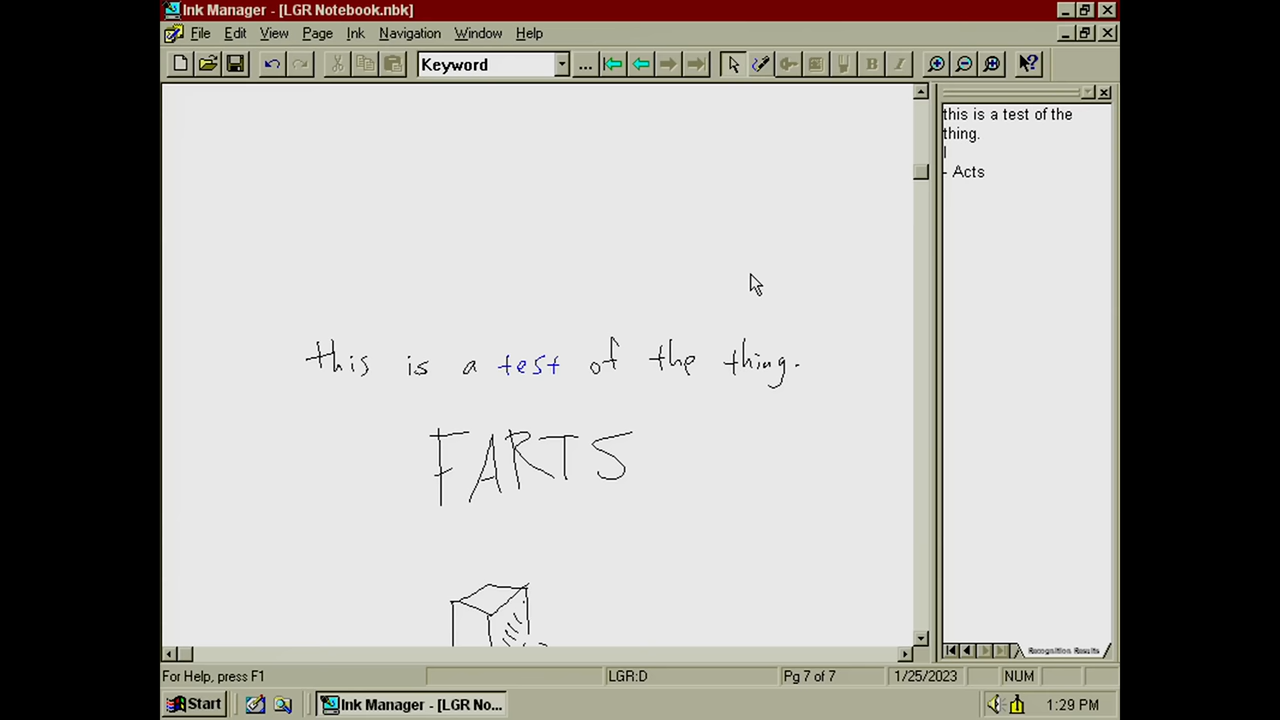 Ink Manager - [LGR Notebook.nbk]
File Edit View Page Ink Navigation Window Help
Keyword ... B I
this is a test of the
thing.
l
- Acts
this is a test of the thing.
FARTS
Recognition Results
For Help, press F1 LGR:D Pg 7 of 7 1/25/2023 NUM
Start Ink Manager - [LGR No... 1:29 PM